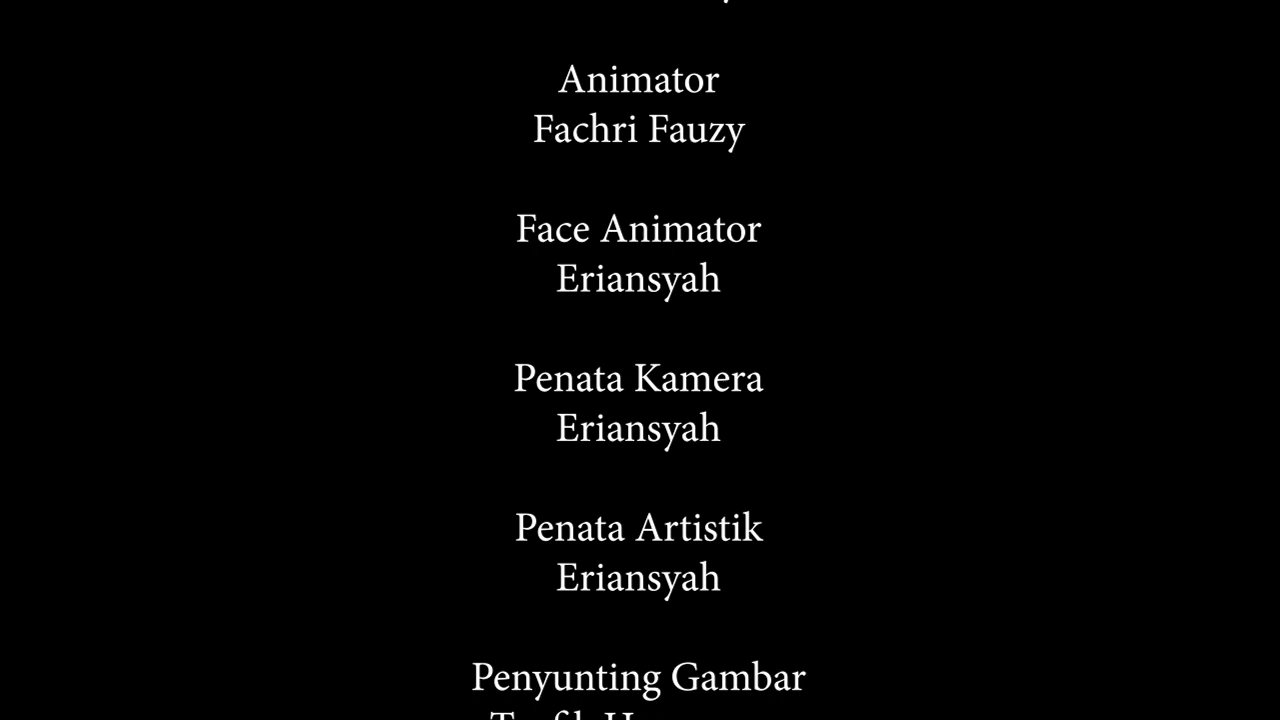 Animator
Fachri Fauzy
Face Animator
Eriansyah
Penata Kamera
Eriansyah
Penata Artistik
Eriansyah
Penyunting Gambar